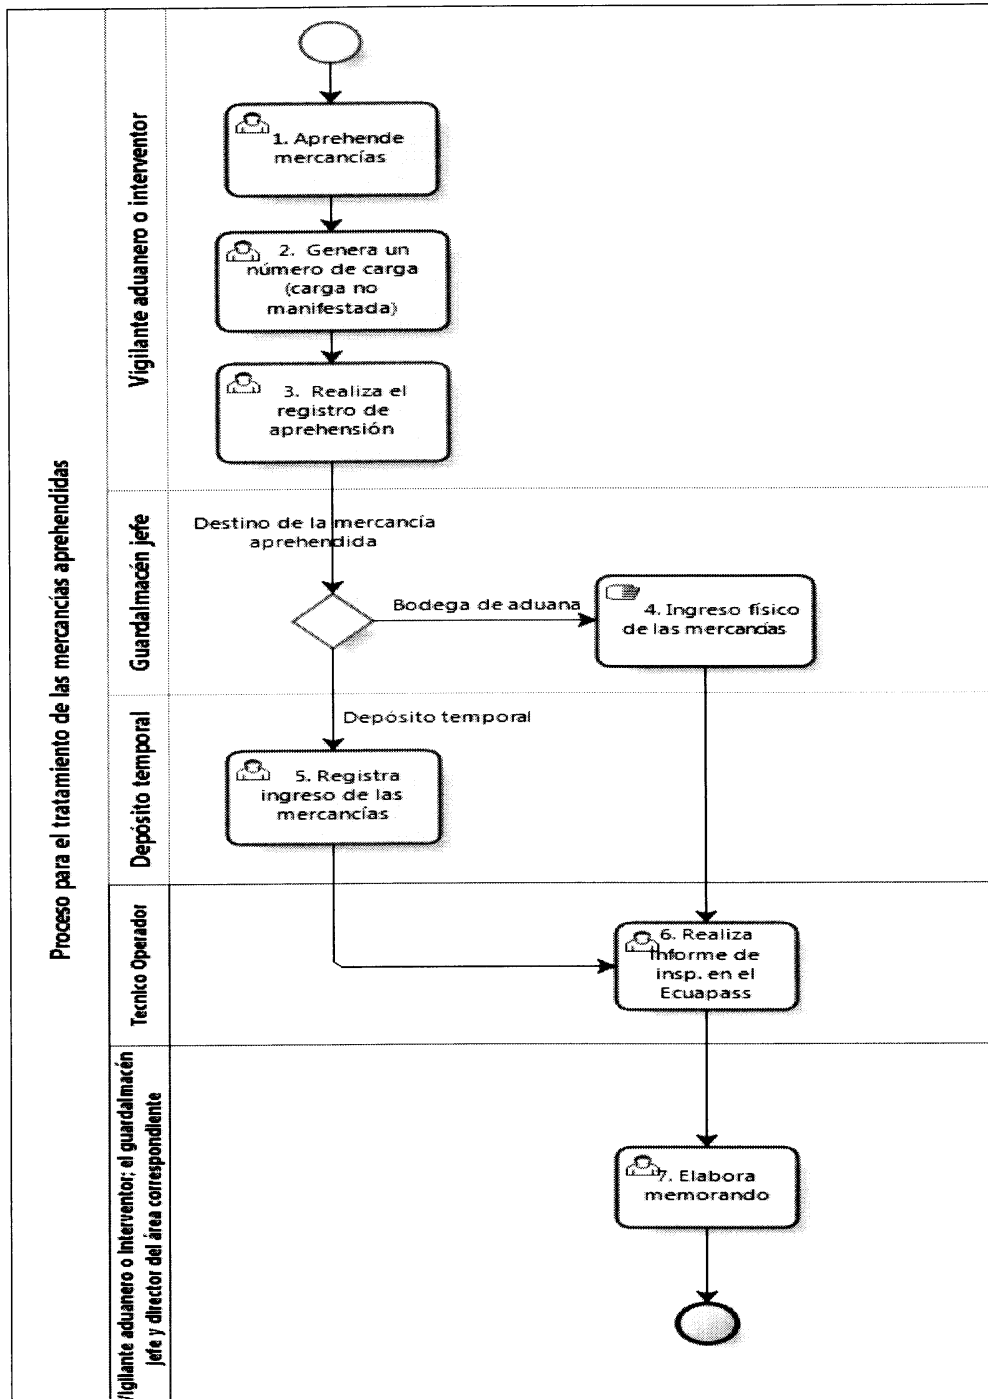 Proceso para el tratamiento de las mercancías aprehendidas
Vigilante aduanero o interventor
1. Aprehende
mercancías
2. Genera un
número de carga
(carga no
manifestada)
3. Realiza el
registro de
aprehensión
Guardalmacén jefe
Destino de la mercancía
aprehendida
Bodega de aduana
4. Ingreso físico
de las mercancías
Depósito temporal
Depósito temporal
5. Registra
ingreso de las
mercancías
Tecnico Operador
6. Realiza
informe de
insp. en el
Ecuapass
Vigilante aduanero o interventor; el guardalmacén
jefe y director del área correspondiente
7. Elabora
memorando